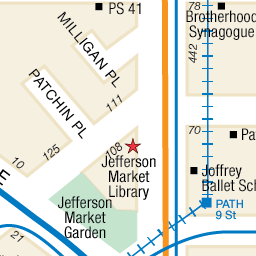 PS 41
78
Brotherhood
Synagogue
MILLIGAN PL
442
PATCHIN PL
111
70
Pa
10
125
108
Jefferson
Market
Library
Joffrey
Ballet Sch
E
Jefferson
Market
Garden
PATH
9 St
21